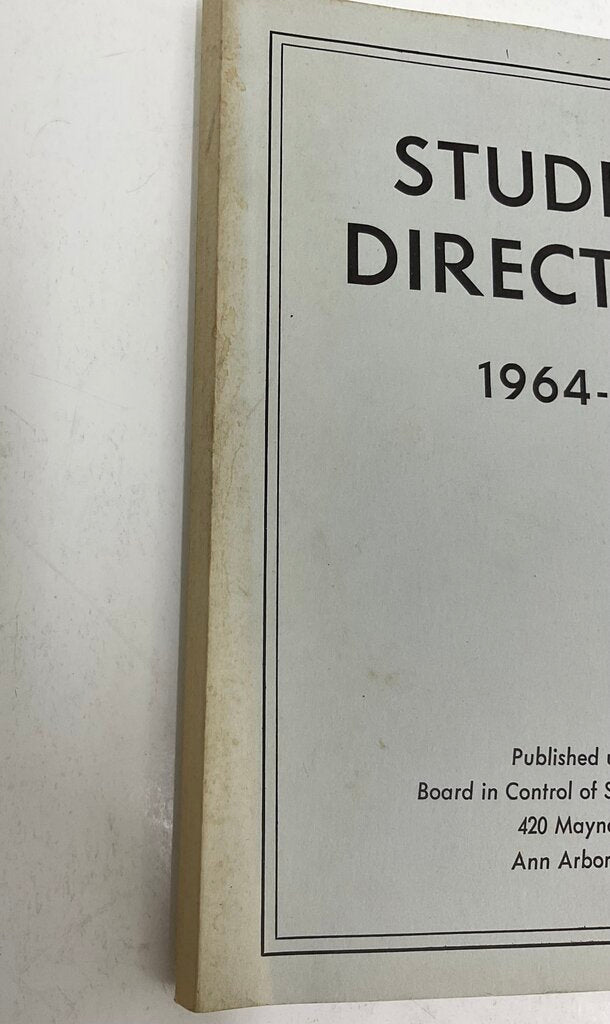 STUD
DIRECT
1964-
Published
Board in Control of S
420 Mayn
Ann Arbor